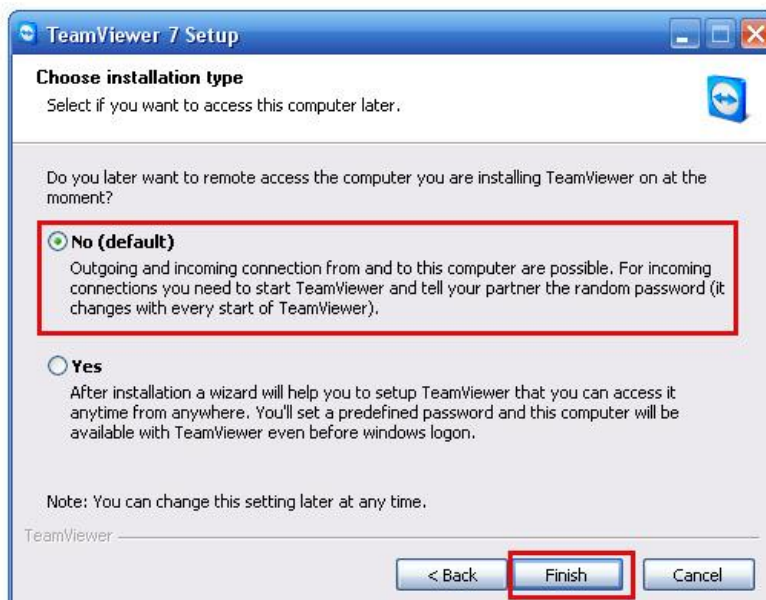 TeamViewer 7 Setup
Choose installation type
Select if you want to access this computer later.
Do you later want to remote access the computer you are installing TeamViewer on at the
moment?
No (default)
Outgoing and incoming connection from and to this computer are possible. For incoming
connections you need to start TeamViewer and tell your partner the random password (it
changes with every start of TeamViewer).
Yes
After installation a wizard will help you to setup TeamViewer that you can access it
anytime from anywhere. You'll set a predefined password and this computer will be
available with TeamViewer even before windows logon.
Note: You can change this setting later at any time.
TeamViewer
< Back Finish Cancel